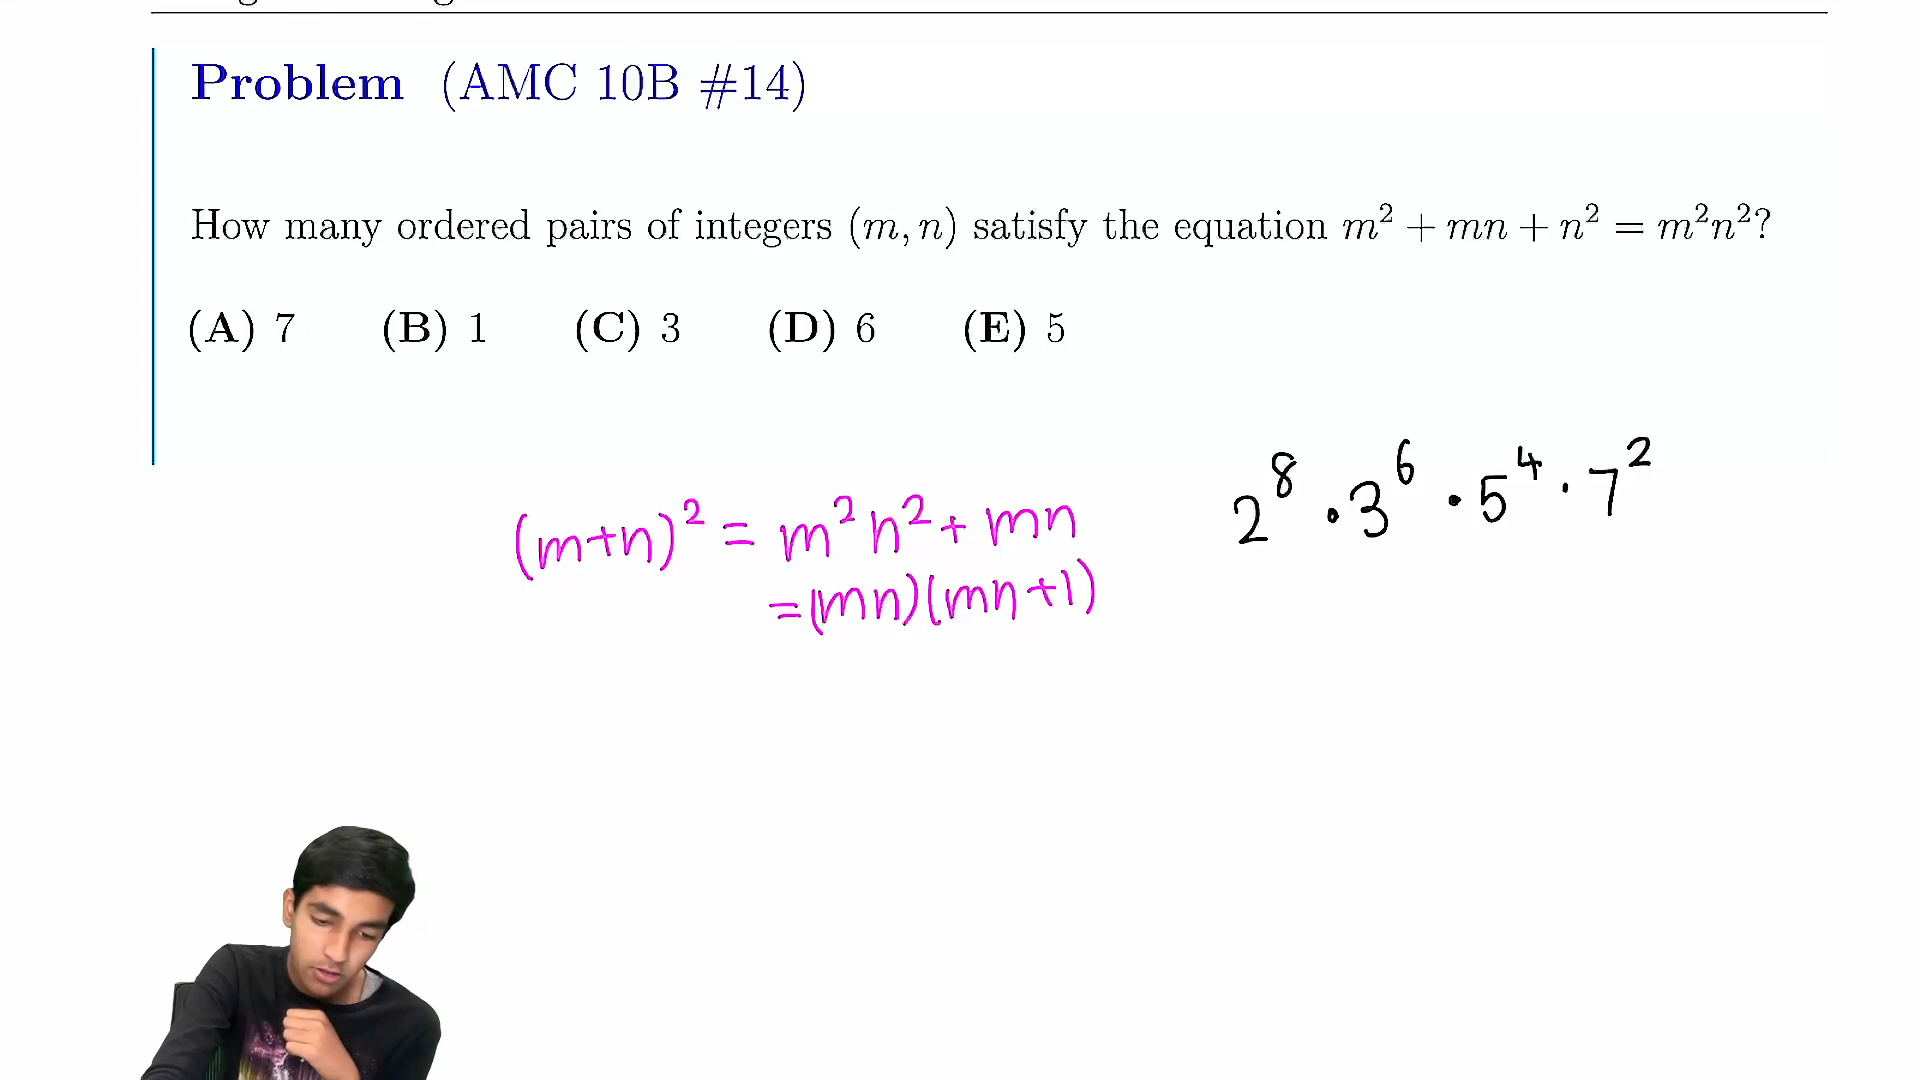 Problem (AMC 10B #14)
How many ordered pairs of integers (m, n) satisfy the equation m² + mn + n² = m²n²?
(A) 7 (B) 1 (C) 3 (D) 6 (E) 5
2⁸ · 3⁶ · 5⁴ · 7²
(m+n)² = m²n² + mn
= (mn)(mn+1)